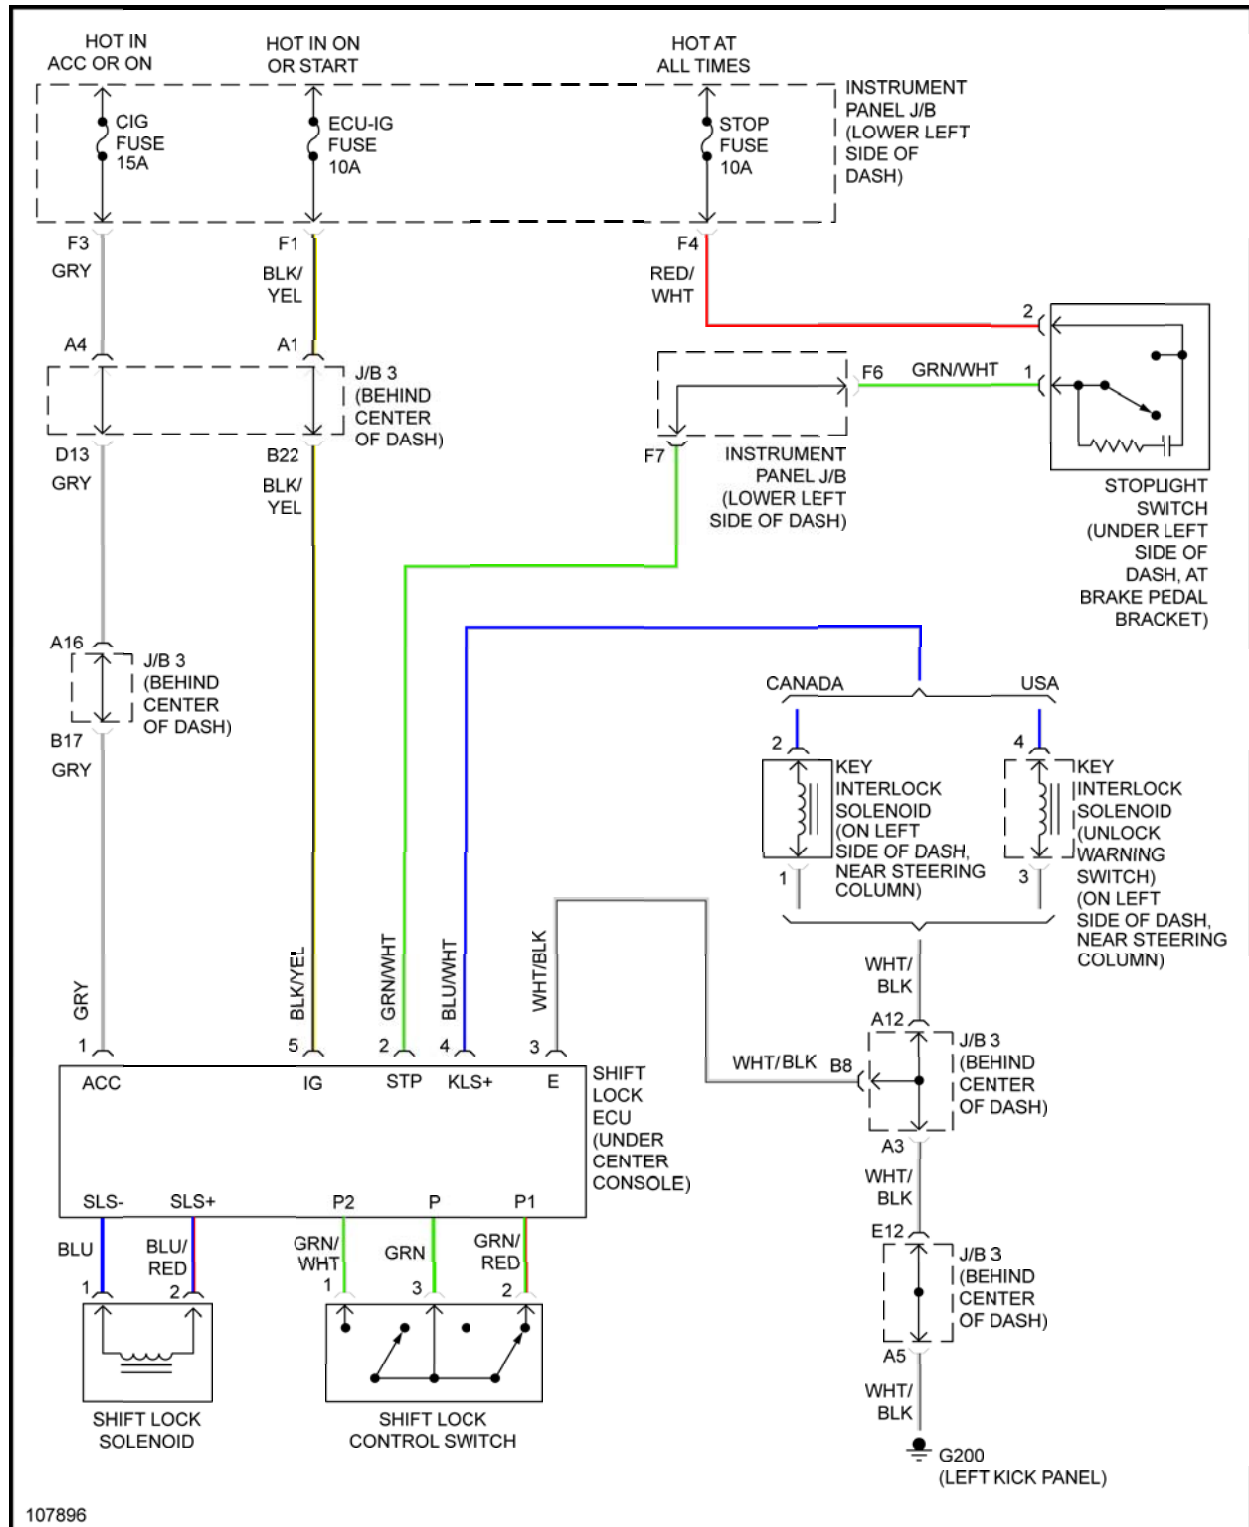 HOT IN
ACC OR ON
HOT IN ON
OR START
HOT AT
ALL TIMES
CIG
FUSE
15A
ECU-IG
FUSE
10A
STOP
FUSE
10A
INSTRUMENT
PANEL J/B
(LOWER LEFT
SIDE OF
DASH)
F3
GRY
F1
BLK/
YEL
F4
RED/
WHT
A4
A1
J/B 3
(BEHIND
CENTER
OF DASH)
D13
GRY
B22
BLK/
YEL
F6
GRN/WHT
F7
INSTRUMENT
PANEL J/B
(LOWER LEFT
SIDE OF DASH)
2
1
STOPLIGHT
SWITCH
(UNDER LEFT
SIDE OF
DASH, AT
BRAKE PEDAL
BRACKET)
A16
J/B 3
(BEHIND
CENTER
OF DASH)
B17
GRY
CANADA
USA
2
KEY
INTERLOCK
SOLENOID
(ON LEFT
SIDE OF DASH,
NEAR STEERING
COLUMN)
1
4
KEY
INTERLOCK
SOLENOID
(UNLOCK
WARNING
SWITCH)
(ON LEFT
SIDE OF DASH,
NEAR STEERING
COLUMN)
3
GRY
BLK/YEL
GRN/WHT
BLU/WHT
WHT/BLK
1
5
2
4
3
ACC
IG
STP
KLS+
E
SHIFT
LOCK
ECU
(UNDER
CENTER
CONSOLE)
WHT/
BLK
A12
WHT/BLK
B8
J/B 3
(BEHIND
CENTER
OF DASH)
A3
WHT/
BLK
E12
J/B 3
(BEHIND
CENTER
OF DASH)
A5
WHT/
BLK
G200
(LEFT KICK PANEL)
SLS-
SLS+
P2
P
P1
BLU
BLU/
RED
GRN/
WHT
GRN
GRN/
RED
1
2
1
3
2
SHIFT LOCK
SOLENOID
SHIFT LOCK
CONTROL SWITCH
107896